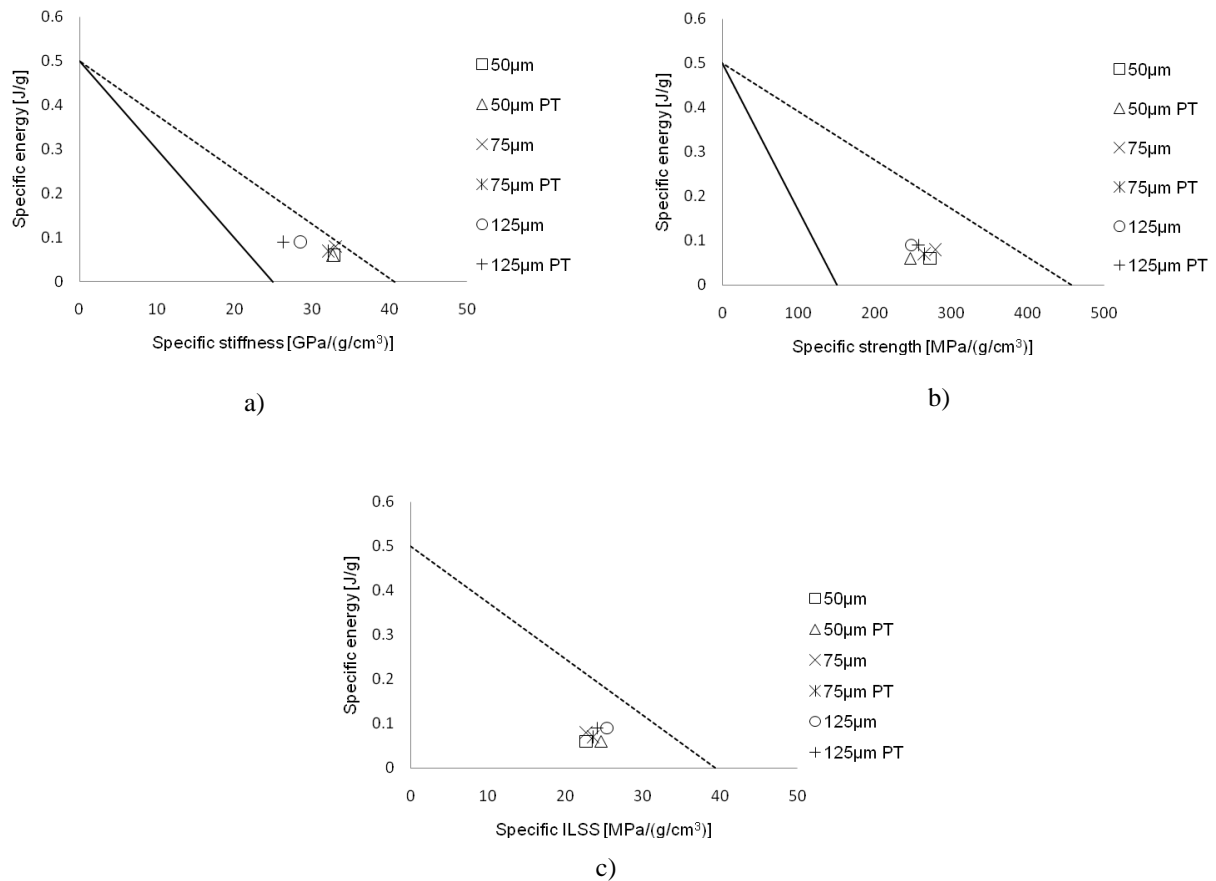 0.6
0.5
0.4
0.3
0.2
0.1
0
Specific energy [J/g]
0 10 20 30 40 50
Specific stiffness [GPa/(g/cm³)]
50µm
50µm PT
75µm
75µm PT
125µm
125µm PT
a)
0.6
0.5
0.4
0.3
0.2
0.1
0
Specific energy [J/g]
0 100 200 300 400 500
Specific strength [MPa/(g/cm³)]
50µm
50µm PT
75µm
75µm PT
125µm
125µm PT
b)
0.6
0.5
0.4
0.3
0.2
0.1
0
Specific energy [J/g]
0 10 20 30 40 50
Specific ILSS [MPa/(g/cm³)]
50µm
50µm PT
75µm
75µm PT
125µm
125µm PT
c)